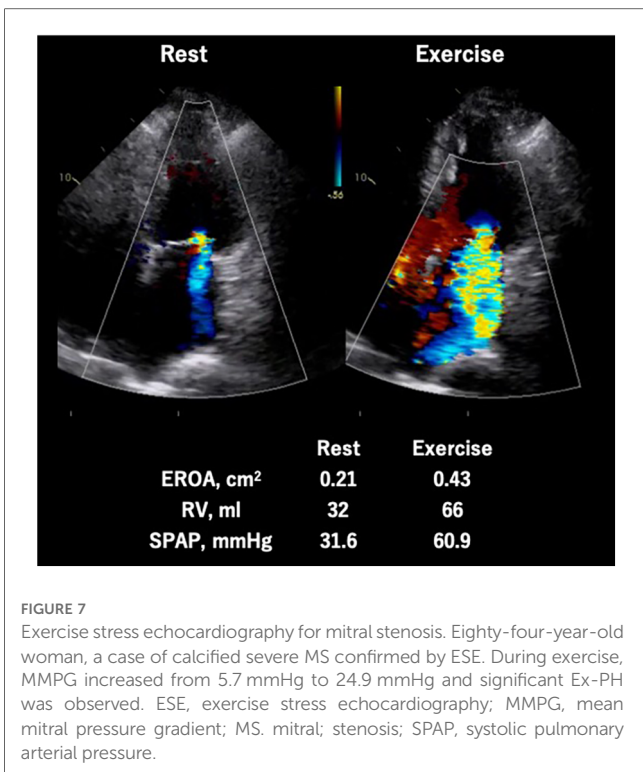 Rest Exercise
10
10
.56
Rest Exercise
EROA, cm² 0.21 0.43
RV, ml 32 66
SPAP, mmHg 31.6 60.9
FIGURE 7
Exercise stress echocardiography for mitral stenosis. Eighty-four-year-old
woman, a case of calcified severe MS confirmed by ESE. During exercise,
MMPG increased from 5.7 mmHg to 24.9 mmHg and significant Ex-PH
was observed. ESE, exercise stress echocardiography; MMPG, mean
mitral pressure gradient; MS. mitral; stenosis; SPAP, systolic pulmonary
arterial pressure.